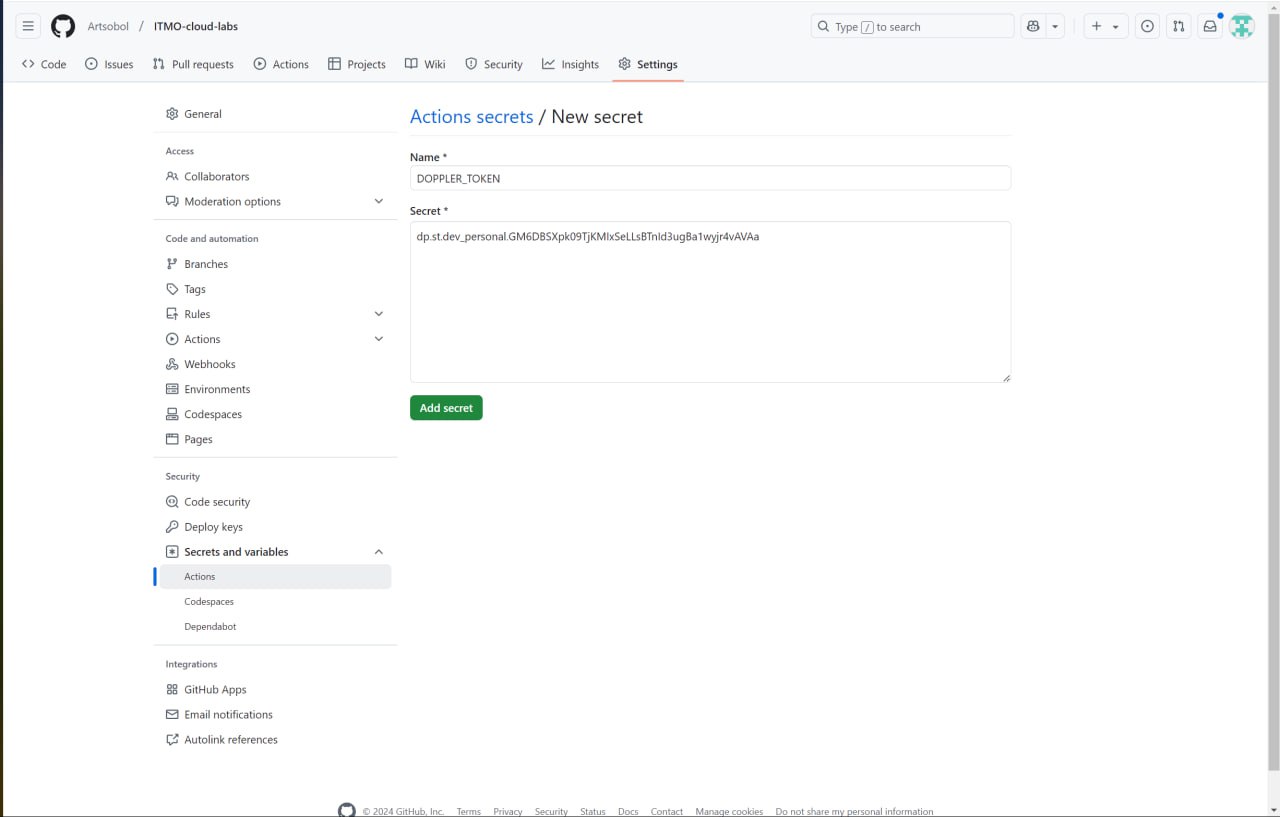 Artsobol / ITMO-cloud-labs
Type / to search
Code Issues Pull requests Actions Projects Wiki Security Insights Settings
General
Access
Collaborators
Moderation options
Code and automation
Branches
Tags
Rules
Actions
Webhooks
Environments
Codespaces
Pages
Security
Code security
Deploy keys
Secrets and variables
Actions
Codespaces
Dependabot
Integrations
GitHub Apps
Email notifications
Autolink references
Actions secrets / New secret
Name *
DOPPLER_TOKEN
Secret *
Add secret
© 2024 GitHub, Inc. Terms Privacy Security Status Docs Contact Manage cookies Do not share my personal information